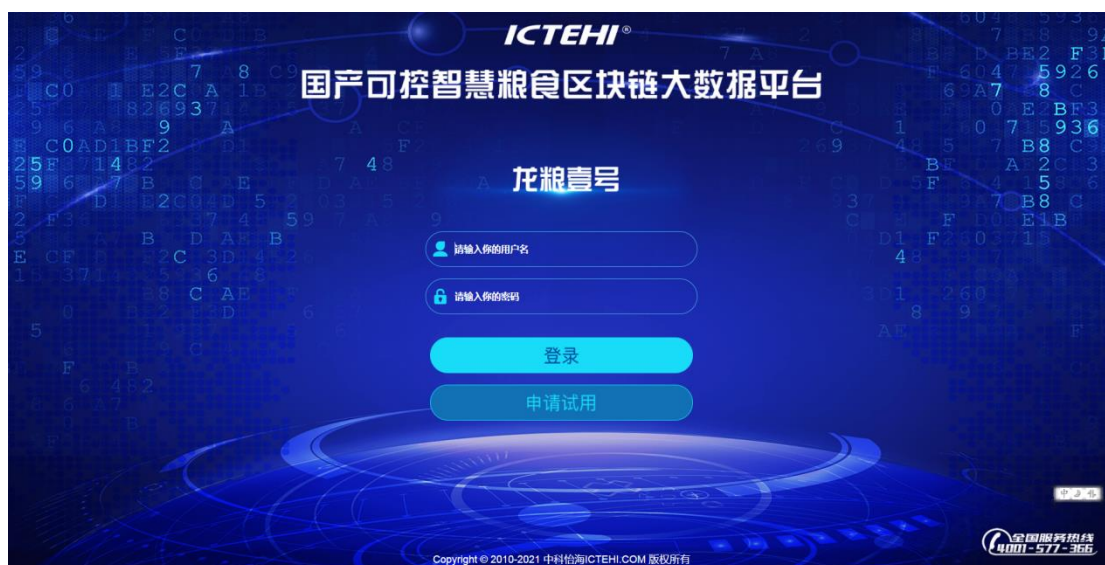 ICTEHI®
国产可控智慧粮食区块链大数据平台
龙粮壹号
请输入你的用户名
请输入你的密码
登录
申请试用
全国服务热线
4001-577-366
Copyright © 2010-2021 中科怡海ICTEHI.COM 版权所有